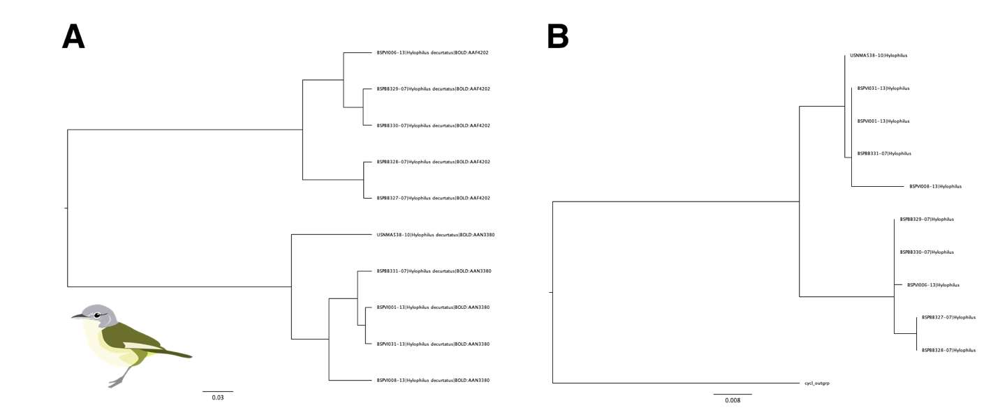 A
BSPVI006-13|Hylophilus decurtatus|BOLD:AAF4202
BSPBB329-07|Hylophilus decurtatus|BOLD:AAF4202
BSPBB330-07|Hylophilus decurtatus|BOLD:AAF4202
BSPBB328-07|Hylophilus decurtatus|BOLD:AAF4202
BSPBB327-07|Hylophilus decurtatus|BOLD:AAF4202
USNMA538-10|Hylophilus decurtatus|BOLD:AAN3380
BSPBB331-07|Hylophilus decurtatus|BOLD:AAN3380
BSPVI001-13|Hylophilus decurtatus|BOLD:AAN3380
BSPVI031-13|Hylophilus decurtatus|BOLD:AAN3380
BSPVI008-13|Hylophilus decurtatus|BOLD:AAN3380
0.03
B
USNMA538-10|Hylophilus
BSPVI031-13|Hylophilus
BSPVI001-13|Hylophilus
BSPBB331-07|Hylophilus
BSPVI008-13|Hylophilus
BSPBB329-07|Hylophilus
BSPBB330-07|Hylophilus
BSPVI006-13|Hylophilus
BSPBB327-07|Hylophilus
BSPBB328-07|Hylophilus
cycl_outgrp
0.008